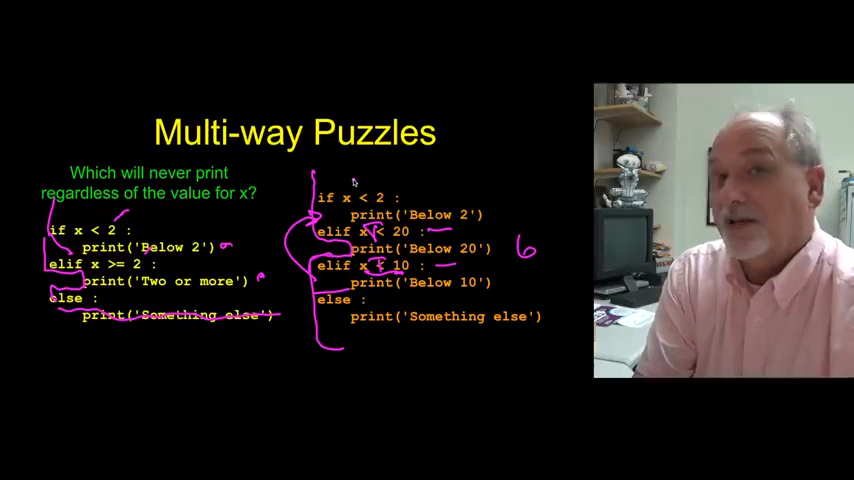 Multi-way Puzzles
Which will never print
regardless of the value for x?
if x < 2 :
print('Below 2')
elif x >= 2 :
print('Two or more')
else :
print('Something else')
if x < 2 :
print('Below 2')
elif x < 20 :
print('Below 20')
elif x < 10 :
print('Below 10')
else :
print('Something else')
6